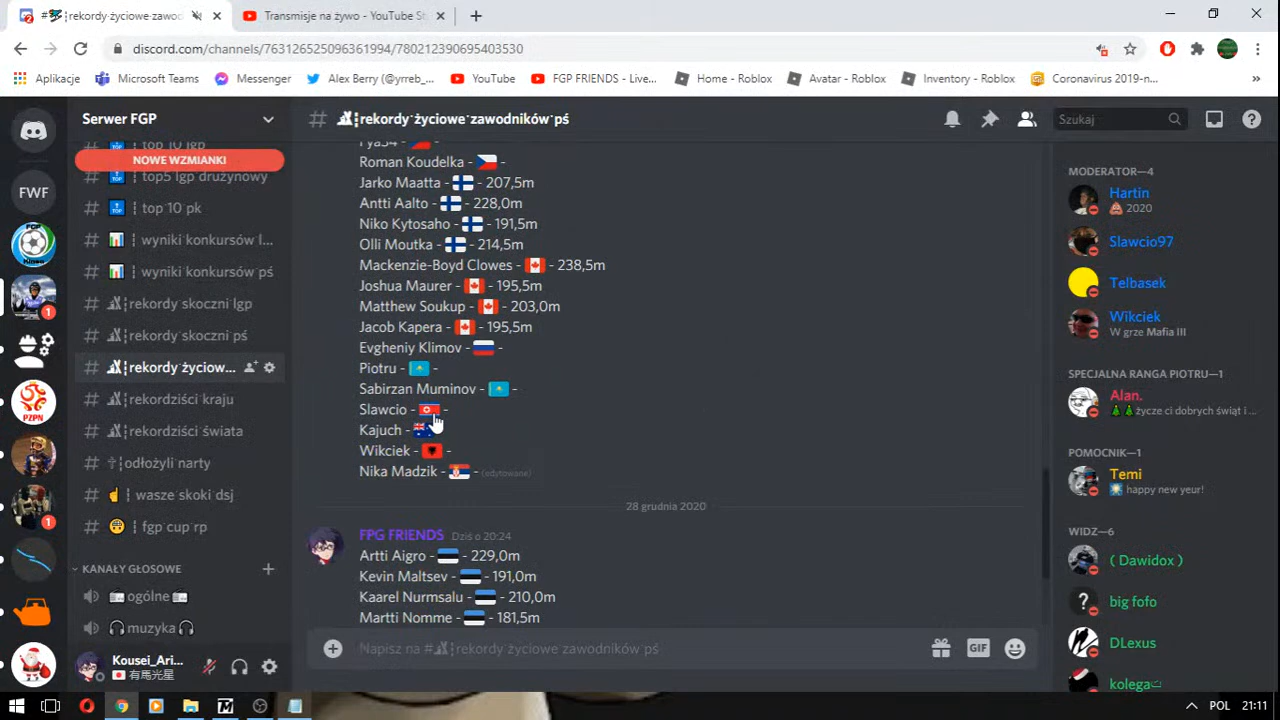 rekordy życiowe zawod
Transmisje na żywo - YouTube St
discord.com/channels/763126525096361994/780212390695403530
Aplikacje
Microsoft Teams
Messenger
Alex Berry (@yrreb_...
YouTube
FGP FRIENDS - Live...
Home - Roblox
Avatar - Roblox
Inventory - Roblox
Coronavirus 2019-n...
Serwer FGP
rekordy życiowe zawodników pś
Szukaj
top 10 lgp
NOWE WZMIANKI
top5 lgp drużynowy
top 10 pk
wyniki konkursów l...
wyniki konkursów pś
rekordy skoczni lgp
rekordy skoczni pś
rekordy życiow...
rekordziści kraju
rekordziści świata
odłożyli narty
wasze skoki dsj
fgp cup rp
KANAŁY GŁOSOWE
ogólne
muzyka
Kousei_Ari...
有馬光星
FWF
FGP
1
PZPN
1
Roman Koudelka - -
Jarko Maatta - - 207,5m
Antti Aalto - - 228,0m
Niko Kytosaho - - 191,5m
Olli Moutka - - 214,5m
Mackenzie-Boyd Clowes - - 238,5m
Joshua Maurer - - 195,5m
Matthew Soukup - - 203,0m
Jacob Kapera - - 195,5m
Evgheniy Klimov - -
Piotru - -
Sabirzan Muminov - -
Slawcio - -
Kajuch -
Wikciek - -
Nika Madzik - - (edytowane)
28 grudnia 2020
FPG FRIENDS Dziś o 20:24
Artti Aigro - - 229,0m
Kevin Maltsev - - 191,0m
Kaarel Nurmsalu - - 210,0m
Martti Nomme - - 181,5m
Napisz na #rekordy życiowe zawodników pś
GIF
MODERATOR—4
Hartin
2020
Slawcio97
Telbasek
Wikciek
W grze Mafia III
SPECJALNA RANGA PIOTRU—1
Alan.
życze ci dobrych świąt i ...
POMOCNIK—1
Temi
happy new yeur!
WIDZ—6
( Dawidox )
big fofo
DLexus
kolega
POL
21:11